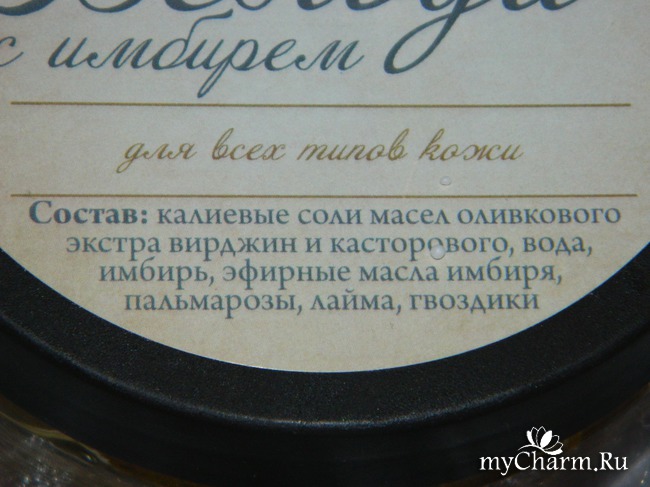 с имбирем
для всех типов кожи
Состав: калиевые соли масел оливкового
экстра вирджин и касторового, вода,
имбирь, эфирные масла имбиря,
пальмарозы, лайма, гвоздики
myCharm.Ru